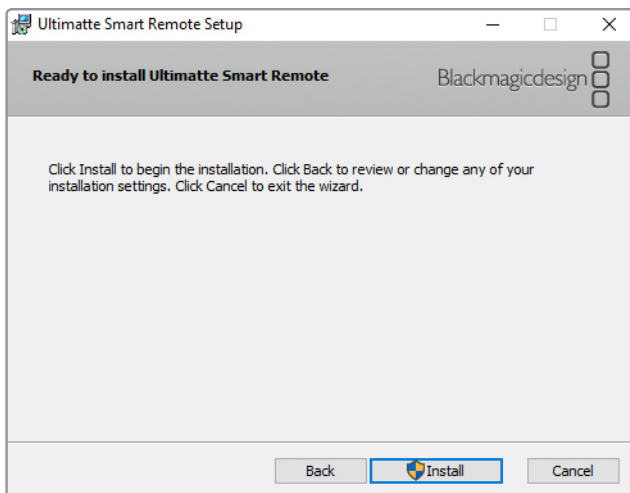 Ultimatte Smart Remote Setup
Ready to install Ultimatte Smart Remote
Blackmagicdesign
Click Install to begin the installation. Click Back to review or change any of your
installation settings. Click Cancel to exit the wizard.
Back Install Cancel